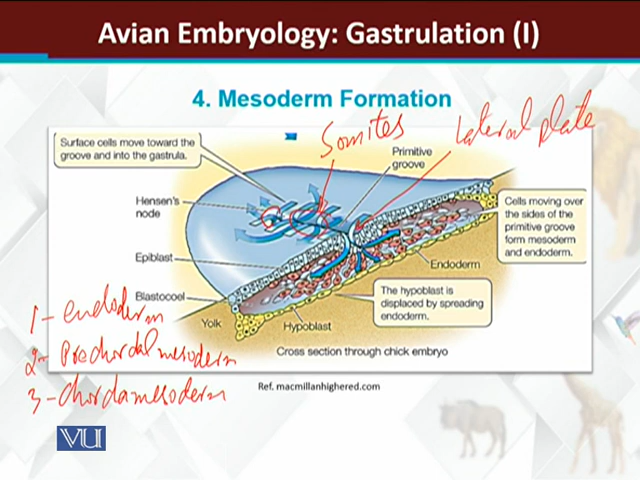 Avian Embryology: Gastrulation (I)
4. Mesoderm Formation
Somites
Lateral plate
Surface cells move toward the
groove and into the gastrula.
Primitive
groove
Hensen's
node
Cells moving over
the sides of the
primitive groove
form mesoderm
and endoderm.
Epiblast
Endoderm
Blastocoel
The hypoblast is
displaced by spreading
endoderm.
Yolk
Hypoblast
Cross section through chick embryo
1- endoderm
2- Prechordal mesoderm
3- Chordamesoderm
Ref. macmillanhighered.com
VU